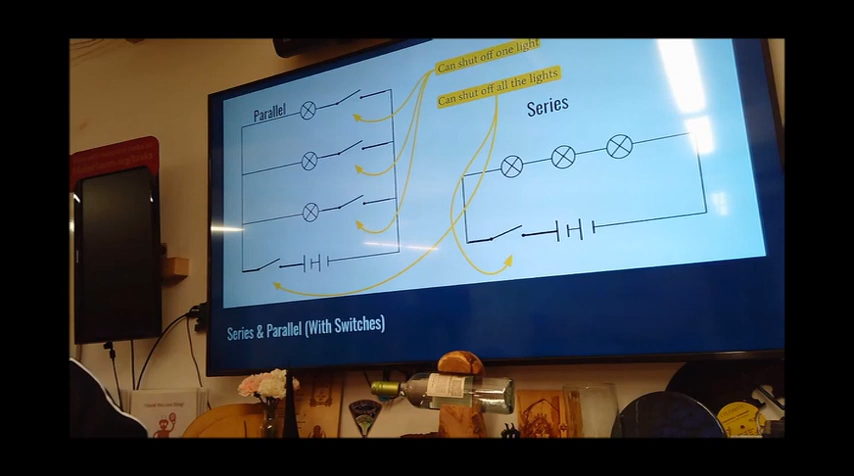 Can shut off one light
Can shut off all the lights
Parallel
Series
Series & Parallel (With Switches)